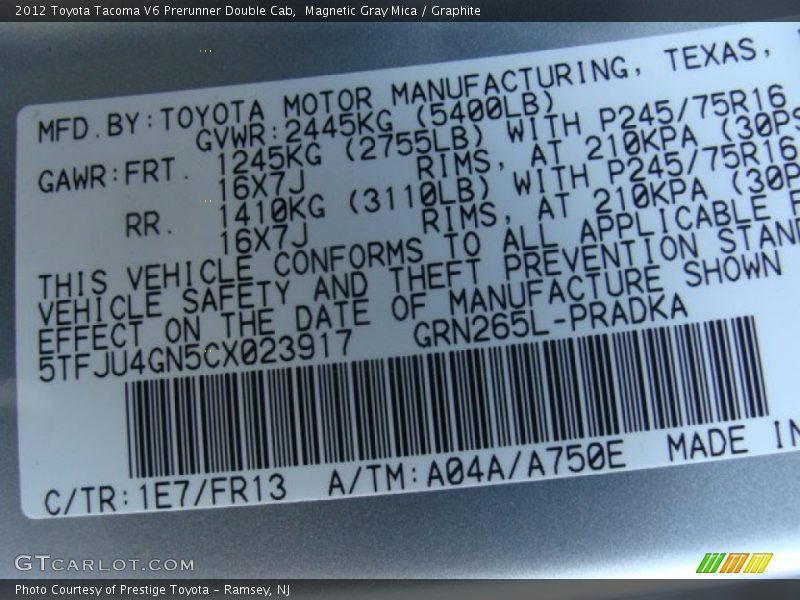 2012 Toyota Tacoma V6 Prerunner Double Cab,  Magnetic Gray Mica / Graphite
MFD.BY:TOYOTA MOTOR MANUFACTURING, TEXAS,
GVWR:2445KG (5400LB)
GAWR:FRT. 1245KG (2755LB) WITH P245/75R16
16X7J RIMS, AT 210KPA (30PS
RR. 1410KG (3110LB) WITH P245/75R16
16X7J RIMS, AT 210KPA (30P
THIS VEHICLE CONFORMS TO ALL APPLICABLE F
VEHICLE SAFETY AND THEFT PREVENTION STAN
EFFECT ON THE DATE OF MANUFACTURE SHOWN
5TFJU4GN5CX023917 GRN265L-PRADKA
C/TR:1E7/FR13 A/TM:A04A/A750E MADE IN
GTCARLOT.COM
Photo Courtesy of Prestige Toyota - Ramsey, NJ